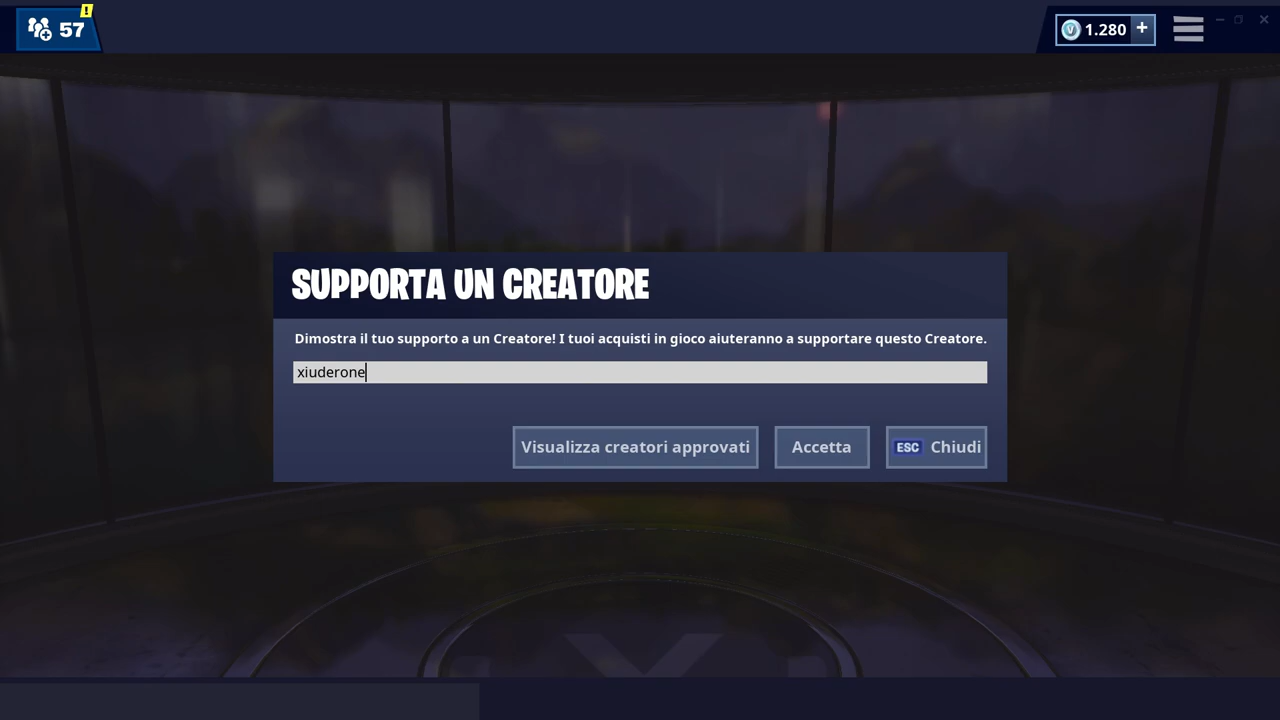 57
!
1.280 +
SUPPORTA UN CREATORE
Dimostra il tuo supporto a un Creatore! I tuoi acquisti in gioco aiuteranno a supportare questo Creatore.
xiuderone
Visualizza creatori approvati
Accetta
ESC Chiudi